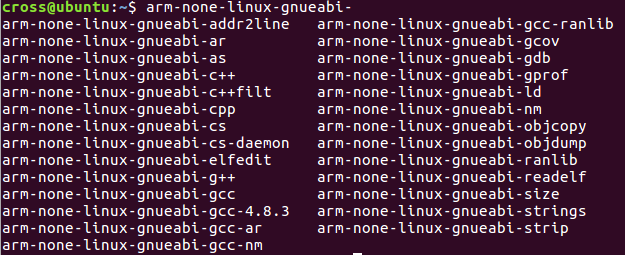 cross@ubuntu:~$ arm-none-linux-gnueabi-
arm-none-linux-gnueabi-addr2line arm-none-linux-gnueabi-gcc-ranlib
arm-none-linux-gnueabi-ar arm-none-linux-gnueabi-gcov
arm-none-linux-gnueabi-as arm-none-linux-gnueabi-gdb
arm-none-linux-gnueabi-c++ arm-none-linux-gnueabi-gprof
arm-none-linux-gnueabi-c++filt arm-none-linux-gnueabi-ld
arm-none-linux-gnueabi-cpp arm-none-linux-gnueabi-nm
arm-none-linux-gnueabi-cs arm-none-linux-gnueabi-objcopy
arm-none-linux-gnueabi-cs-daemon arm-none-linux-gnueabi-objdump
arm-none-linux-gnueabi-elfedit arm-none-linux-gnueabi-ranlib
arm-none-linux-gnueabi-g++ arm-none-linux-gnueabi-readelf
arm-none-linux-gnueabi-gcc arm-none-linux-gnueabi-size
arm-none-linux-gnueabi-gcc-4.8.3 arm-none-linux-gnueabi-strings
arm-none-linux-gnueabi-gcc-ar arm-none-linux-gnueabi-strip
arm-none-linux-gnueabi-gcc-nm